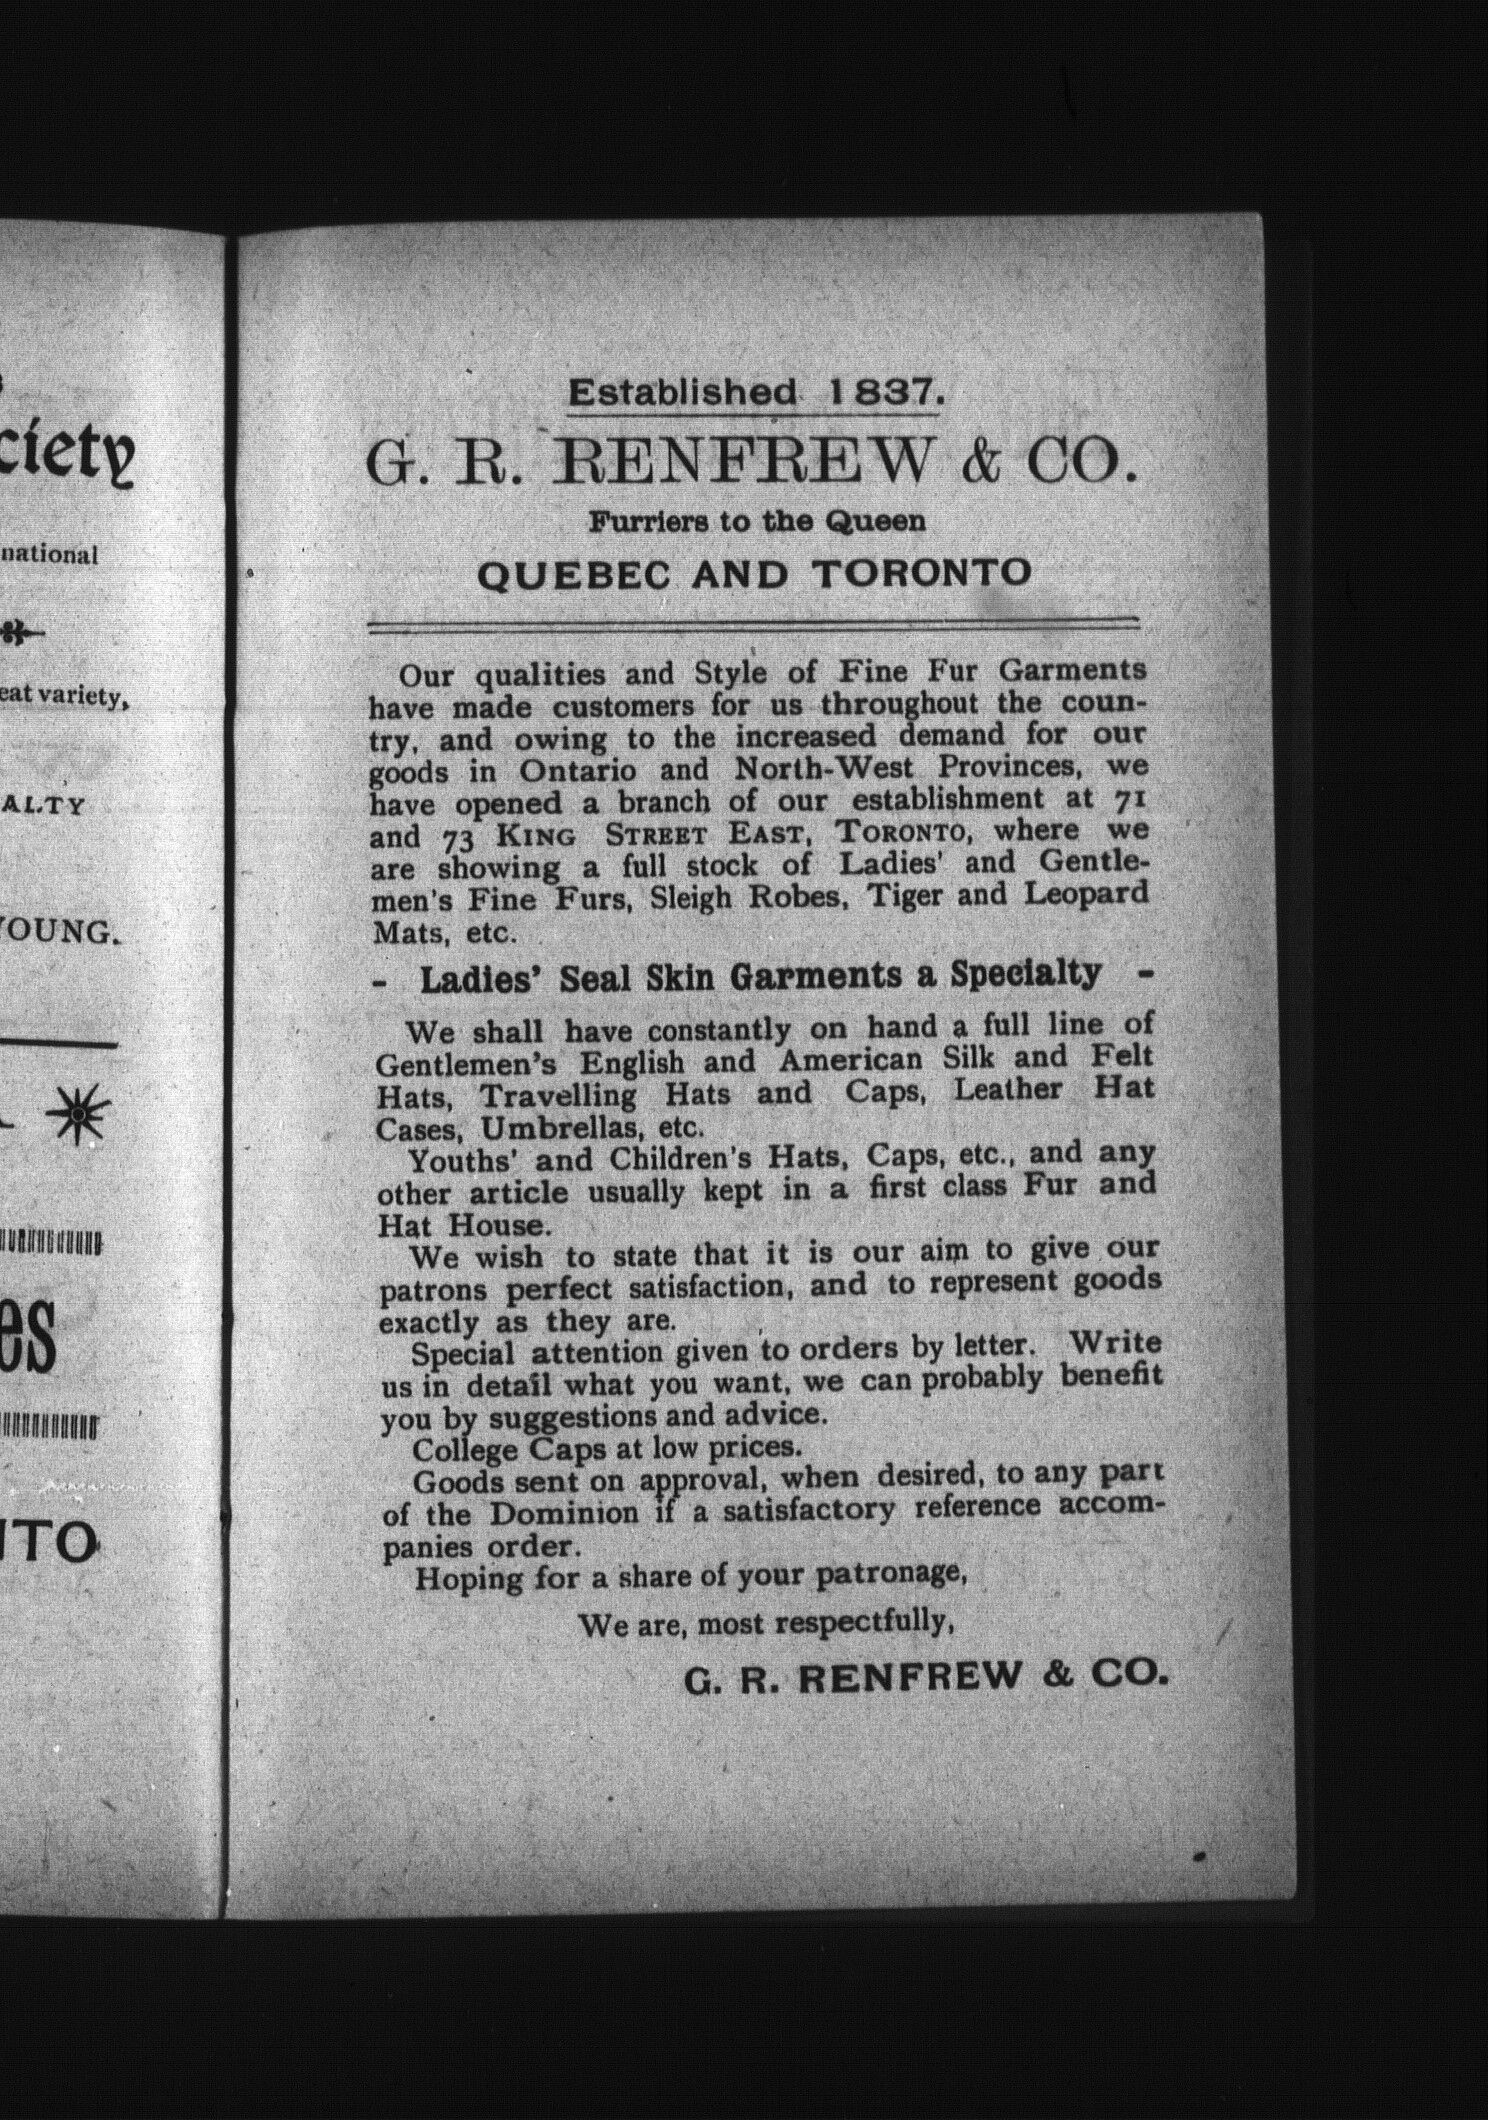 ciety
national
variety,
YOUNG.
Established 1837.
G. R. RENFREW & CO.
Furriers to the Queen
QUEBEC AND TORONTO
Our qualities and Style of Fine Fur Garments
have made customers for us throughout the coun-
try, and owing to the increased demand for our
goods in Ontario and North-West Provinces, we
have opened a branch of our establishment at 71
and 73 KING STREET EAST, TORONTO, where we
are showing a full stock of Ladies' and Gentle-
men's Fine Furs, Sleigh Robes, Tiger and Leopard
Mats, etc.
- Ladies' Seal Skin Garments a Specialty -
We shall have constantly on hand a full line of
Gentlemen's English and American Silk and Felt
Hats, Travelling Hats and Caps, Leather Hat
Cases, Umbrellas, etc.
Youths' and Children's Hats, Caps, etc., and any
other article usually kept in a first class Fur and
Hat House.
We wish to state that it is our aim to give our
patrons perfect satisfaction, and to represent goods
exactly as they are.
Special attention given to orders by letter. Write
us in detail what you want, we can probably benefit
you by suggestions and advice.
College Caps at low prices.
Goods sent on approval, when desired, to any part
of the Dominion if a satisfactory reference accom-
panies order.
Hoping for a share of your patronage,
We are, most respectfully,
G. R. RENFREW & CO.